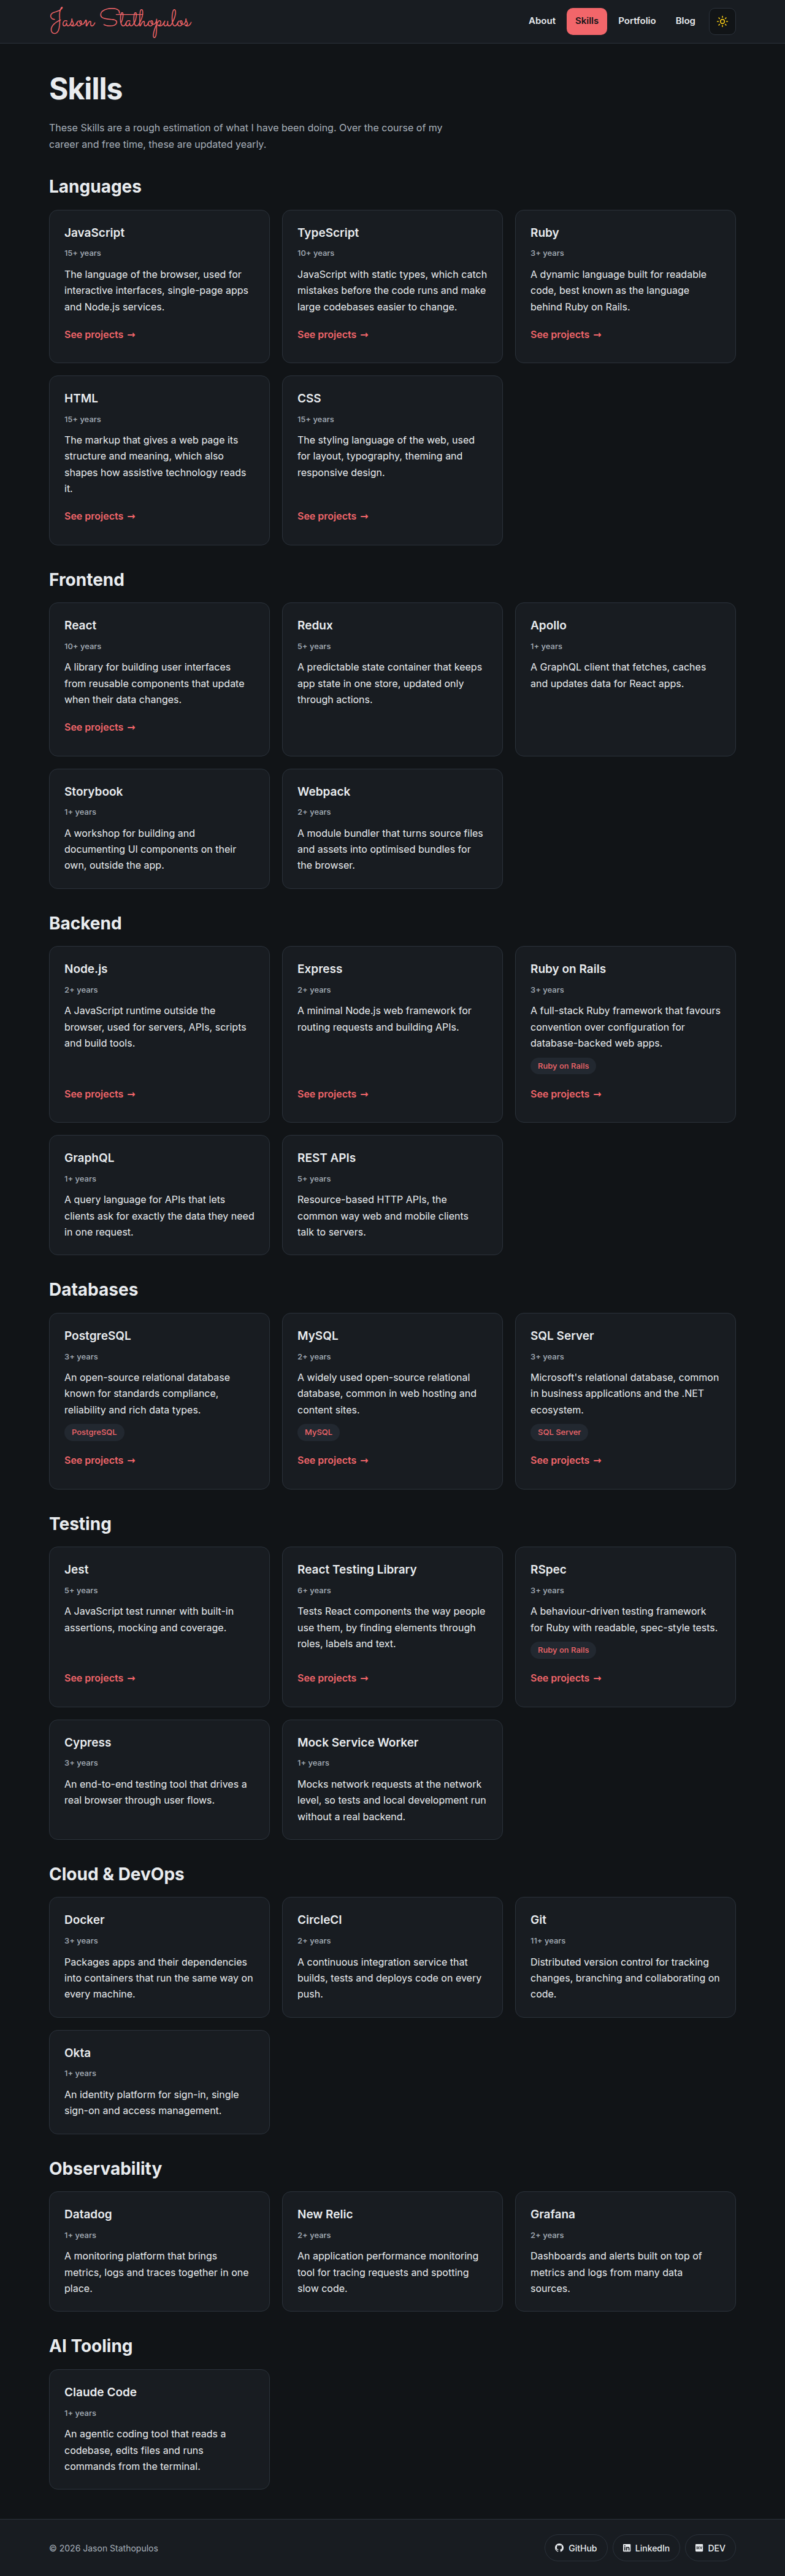 Jason Stathopulos
About
Skills
Portfolio
Blog
Skills
These Skills are a rough estimation of what I have been doing. Over the course of my
career and free time, these are updated yearly.
Languages
JavaScript
15+ years
The language of the browser, used for
interactive interfaces, single-page apps
and Node.js services.
See projects →
TypeScript
10+ years
JavaScript with static types, which catch
mistakes before the code runs and make
large codebases easier to change.
See projects →
Ruby
3+ years
A dynamic language built for readable
code, best known as the language
behind Ruby on Rails.
See projects →
HTML
15+ years
The markup that gives a web page its
structure and meaning, which also
shapes how assistive technology reads
it.
See projects →
CSS
15+ years
The styling language of the web, used
for layout, typography, theming and
responsive design.
See projects →
Frontend
React
10+ years
A library for building user interfaces
from reusable components that update
when their data changes.
See projects →
Redux
5+ years
A predictable state container that keeps
app state in one store, updated only
through actions.
Apollo
1+ years
A GraphQL client that fetches, caches
and updates data for React apps.
Storybook
1+ years
A workshop for building and
documenting UI components on their
own, outside the app.
Webpack
2+ years
A module bundler that turns source files
and assets into optimised bundles for
the browser.
Backend
Node.js
2+ years
A JavaScript runtime outside the
browser, used for servers, APIs, scripts
and build tools.
See projects →
Express
2+ years
A minimal Node.js web framework for
routing requests and building APIs.
See projects →
Ruby on Rails
3+ years
A full-stack Ruby framework that favours
convention over configuration for
database-backed web apps.
Ruby on Rails
See projects →
GraphQL
1+ years
A query language for APIs that lets
clients ask for exactly the data they need
in one request.
REST APIs
5+ years
Resource-based HTTP APIs, the
common way web and mobile clients
talk to servers.
Databases
PostgreSQL
3+ years
An open-source relational database
known for standards compliance,
reliability and rich data types.
PostgreSQL
See projects →
MySQL
2+ years
A widely used open-source relational
database, common in web hosting and
content sites.
MySQL
See projects →
SQL Server
3+ years
Microsoft's relational database, common
in business applications and the .NET
ecosystem.
SQL Server
See projects →
Testing
Jest
5+ years
A JavaScript test runner with built-in
assertions, mocking and coverage.
See projects →
React Testing Library
6+ years
Tests React components the way people
use them, by finding elements through
roles, labels and text.
See projects →
RSpec
3+ years
A behaviour-driven testing framework
for Ruby with readable, spec-style tests.
Ruby on Rails
See projects →
Cypress
3+ years
An end-to-end testing tool that drives a
real browser through user flows.
Mock Service Worker
1+ years
Mocks network requests at the network
level, so tests and local development run
without a real backend.
Cloud & DevOps
Docker
3+ years
Packages apps and their dependencies
into containers that run the same way on
every machine.
CircleCI
2+ years
A continuous integration service that
builds, tests and deploys code on every
push.
Git
11+ years
Distributed version control for tracking
changes, branching and collaborating on
code.
Okta
1+ years
An identity platform for sign-in, single
sign-on and access management.
Observability
Datadog
1+ years
A monitoring platform that brings
metrics, logs and traces together in one
place.
New Relic
2+ years
An application performance monitoring
tool for tracing requests and spotting
slow code.
Grafana
2+ years
Dashboards and alerts built on top of
metrics and logs from many data
sources.
AI Tooling
Claude Code
1+ years
An agentic coding tool that reads a
codebase, edits files and runs
commands from the terminal.
© 2026 Jason Stathopulos
GitHub
LinkedIn
DEV